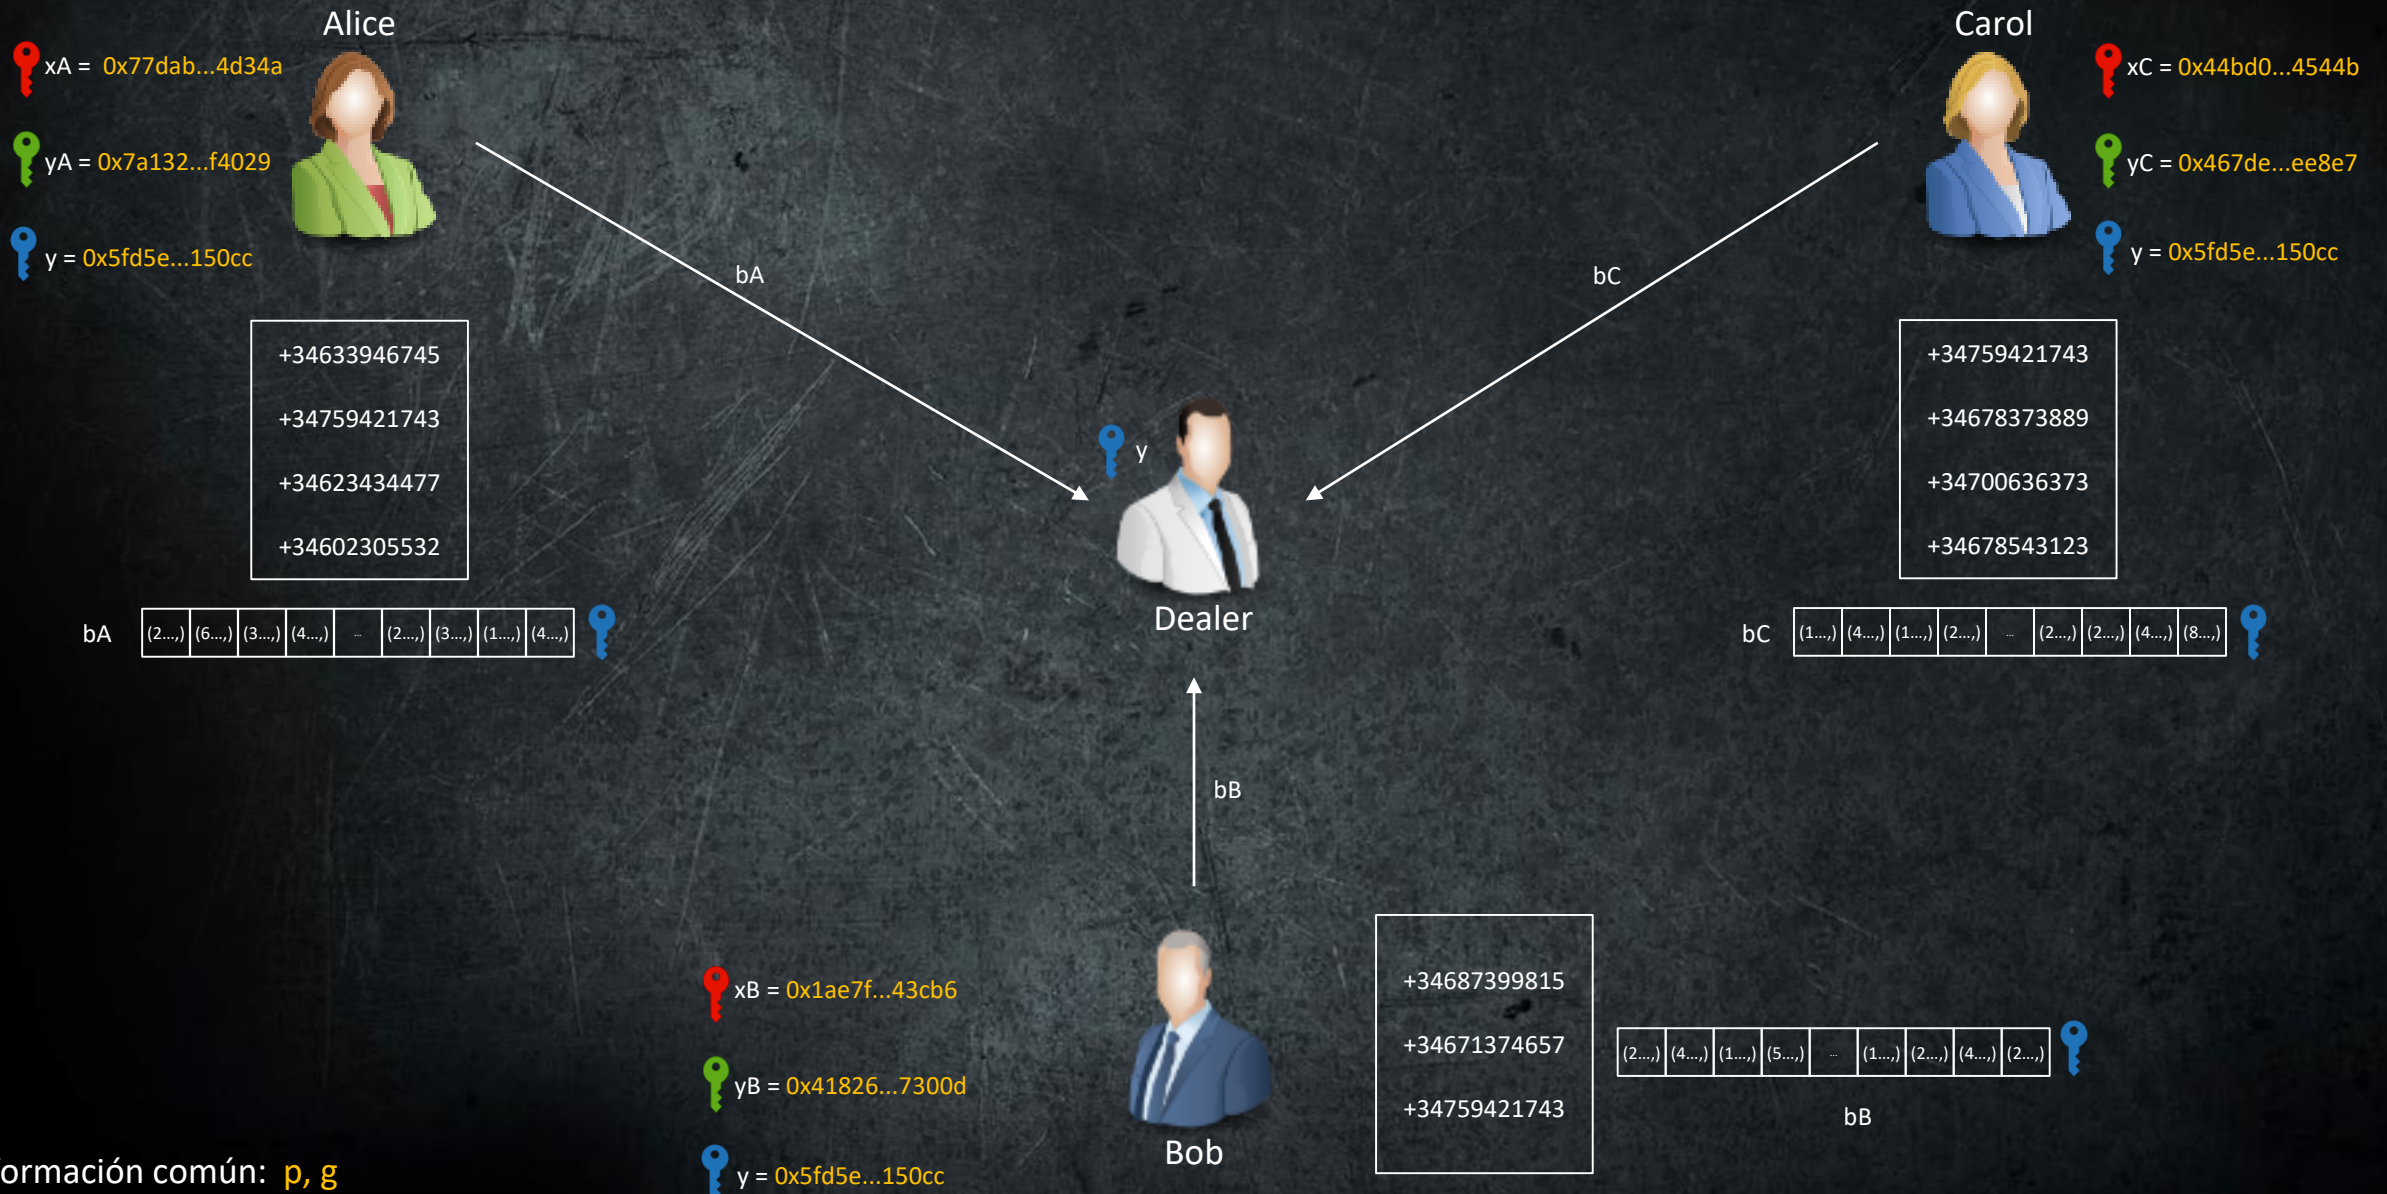 Alice
xA = 0x77dab...4d34a
yA = 0x7a132...f4029
y = 0x5fd5e...150cc
+34633946745
+34759421743
+34623434477
+34602305532
bA
(2...,) (6...,) (3...,) (4...,) ... (2...,) (3...,) (1...,) (4...,)
bA
Carol
xC = 0x44bd0...4544b
yC = 0x467de...ee8e7
y = 0x5fd5e...150cc
bC
+34759421743
+34678373889
+34700636373
+34678543123
bC
(1...,) (4...,) (1...,) (2...,) ... (2...,) (2...,) (4...,) (8...,)
y
Dealer
bB
xB = 0x1ae7f...43cb6
yB = 0x41826...7300d
y = 0x5fd5e...150cc
Bob
+34687399815
+34671374657
+34759421743
(2...,) (4...,) (1...,) (5...,) ... (1...,) (2...,) (4...,) (2...,)
bB
formación común: p, g